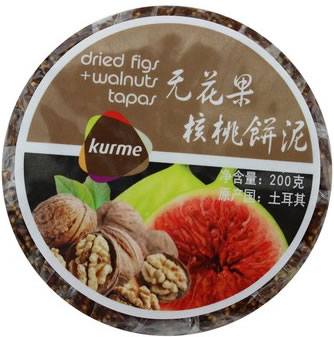 dried figs
+walnuts
tapas
无花果
核桃餅泥
kurme
净含量：200克
原产国：土耳其